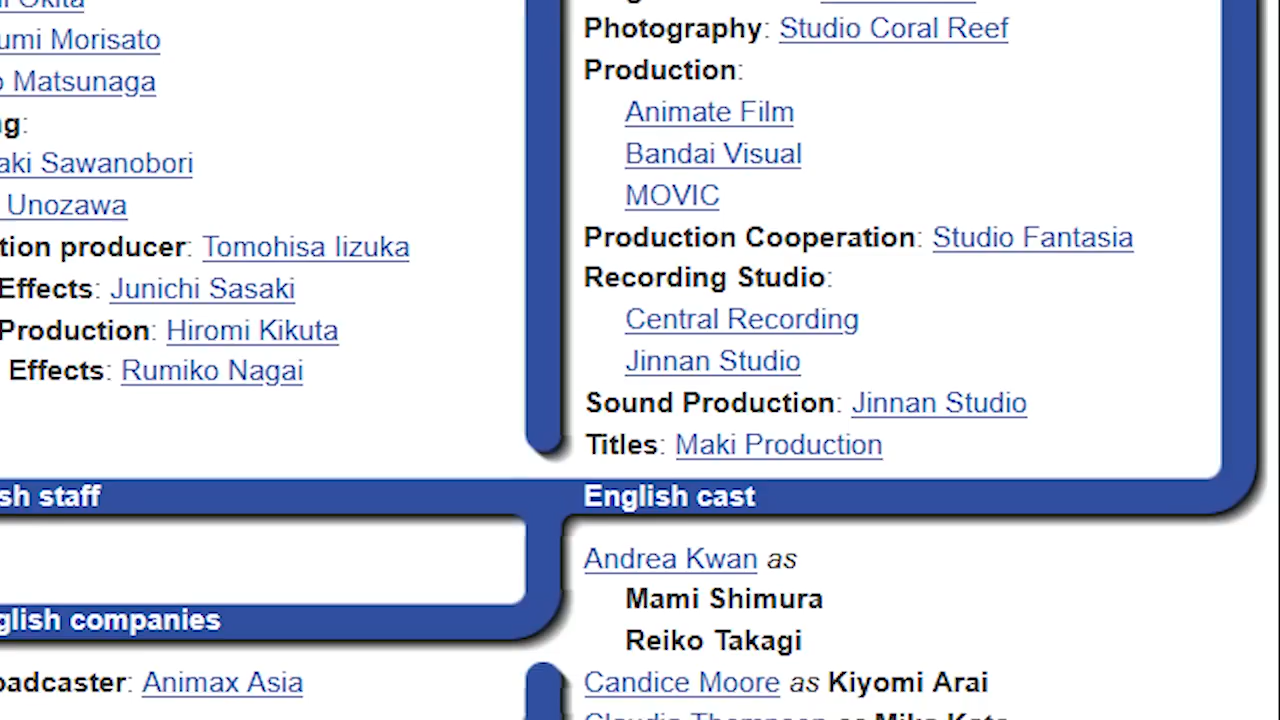 Okita
umi Morisato
o Matsunaga
ng:
aki Sawanobori
Unozawa
tion producer: Tomohisa Iizuka
Effects: Junichi Sasaki
Production: Hiromi Kikuta
Effects: Rumiko Nagai
Photography: Studio Coral Reef
Production:
Animate Film
Bandai Visual
MOVIC
Production Cooperation: Studio Fantasia
Recording Studio:
Central Recording
Jinnan Studio
Sound Production: Jinnan Studio
Titles: Maki Production
sh staff
English cast
glish companies
oadcaster: Animax Asia
Andrea Kwan as
Mami Shimura
Reiko Takagi
Candice Moore as Kiyomi Arai